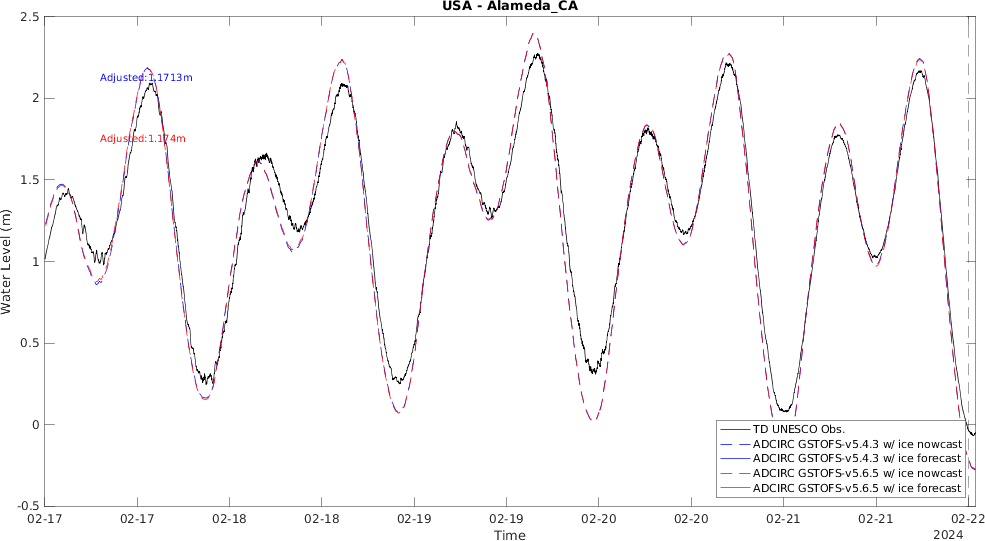 USA - Alameda_CA
2.5
2
1.5
1
0.5
0
-0.5
Water Level (m)
Adjusted:1.1713m
Adjusted:1.174m
TD UNESCO Obs.
ADCIRC GSTOFS-v5.4.3 w/ ice nowcast
ADCIRC GSTOFS-v5.4.3 w/ ice forecast
ADCIRC GSTOFS-v5.6.5 w/ ice nowcast
ADCIRC GSTOFS-v5.6.5 w/ ice forecast
02-17 02-17 02-18 02-18 02-19 02-19 02-20 02-20 02-21 02-21 02-22
Time
2024